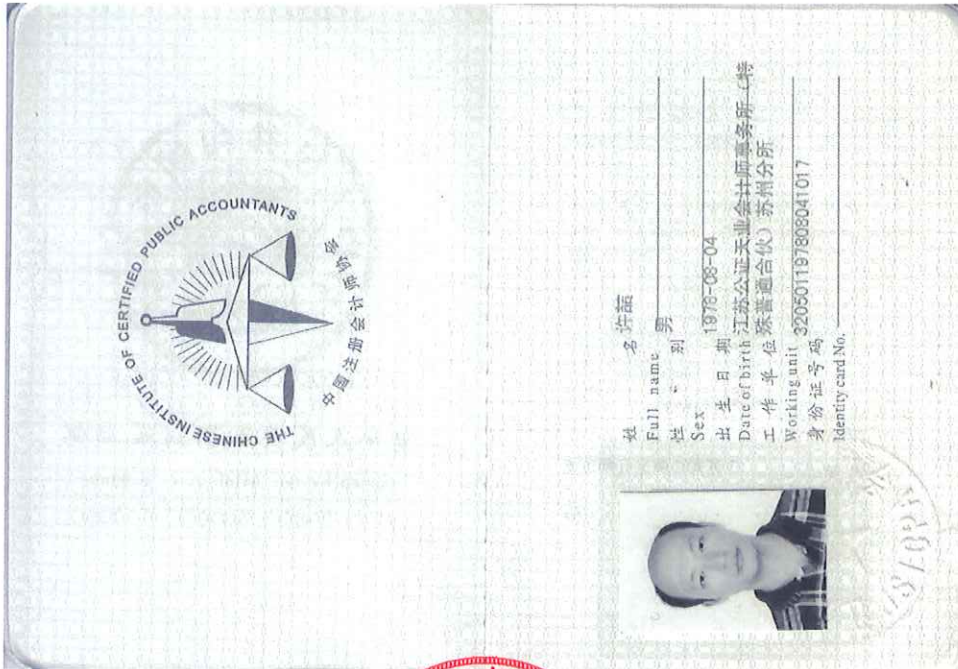 THE CHINESE INSTITUTE OF CERTIFIED PUBLIC ACCOUNTANTS
中国注册会计师协会
姓 名 许喆
Full name
性 别 男
Sex
出生日期 1978-08-04
Date of birth
工作单位 江苏公证天业会计师事务所（特
殊普通合伙）苏州分所
Working unit
身份证号码 320501197808041017
Identity card No.